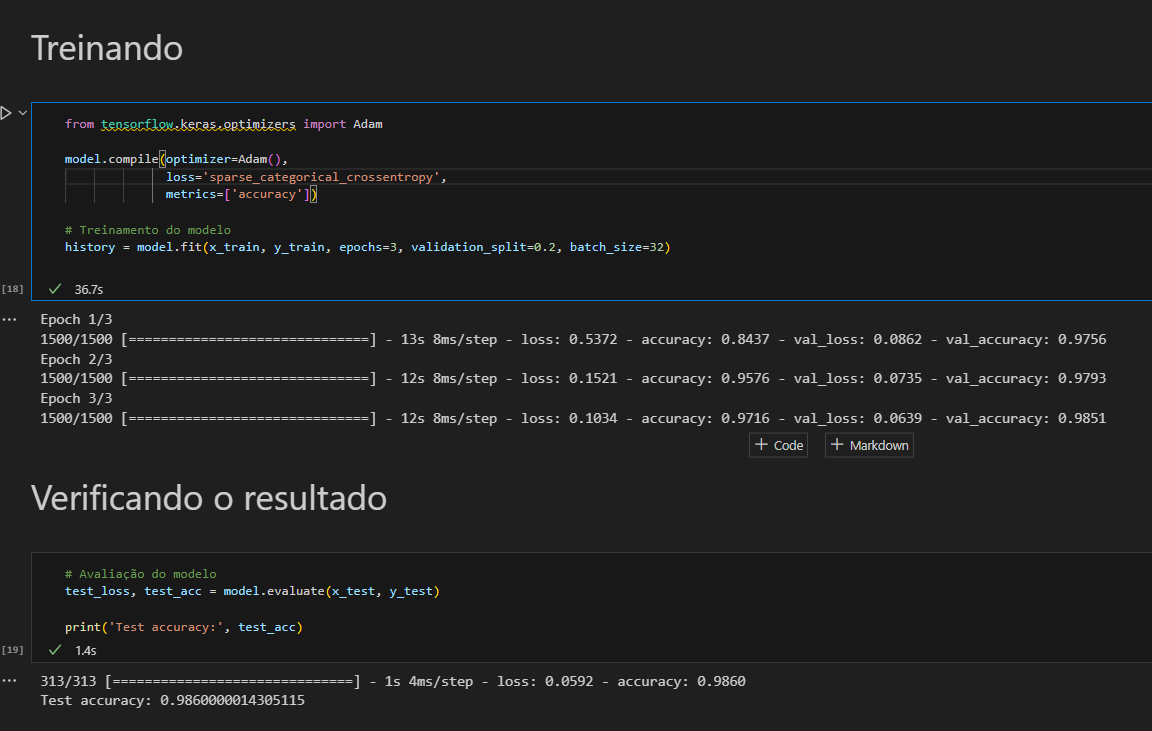 Treinando
from tensorflow.keras.optimizers import Adam
model.compile(optimizer=Adam(),
loss='sparse_categorical_crossentropy',
metrics=['accuracy'])
# Treinamento do modelo
history = model.fit(x_train, y_train, epochs=3, validation_split=0.2, batch_size=32)
[18] 36.7s
Epoch 1/3
1500/1500 [==============================] - 13s 8ms/step - loss: 0.5372 - accuracy: 0.8437 - val_loss: 0.0862 - val_accuracy: 0.9756
Epoch 2/3
1500/1500 [==============================] - 12s 8ms/step - loss: 0.1521 - accuracy: 0.9576 - val_loss: 0.0735 - val_accuracy: 0.9793
Epoch 3/3
1500/1500 [==============================] - 12s 8ms/step - loss: 0.1034 - accuracy: 0.9716 - val_loss: 0.0639 - val_accuracy: 0.9851
+ Code + Markdown
Verificando o resultado
# Avaliação do modelo
test_loss, test_acc = model.evaluate(x_test, y_test)
print('Test accuracy:', test_acc)
[19] 1.4s
313/313 [==============================] - 1s 4ms/step - loss: 0.0592 - accuracy: 0.9860
Test accuracy: 0.9860000014305115